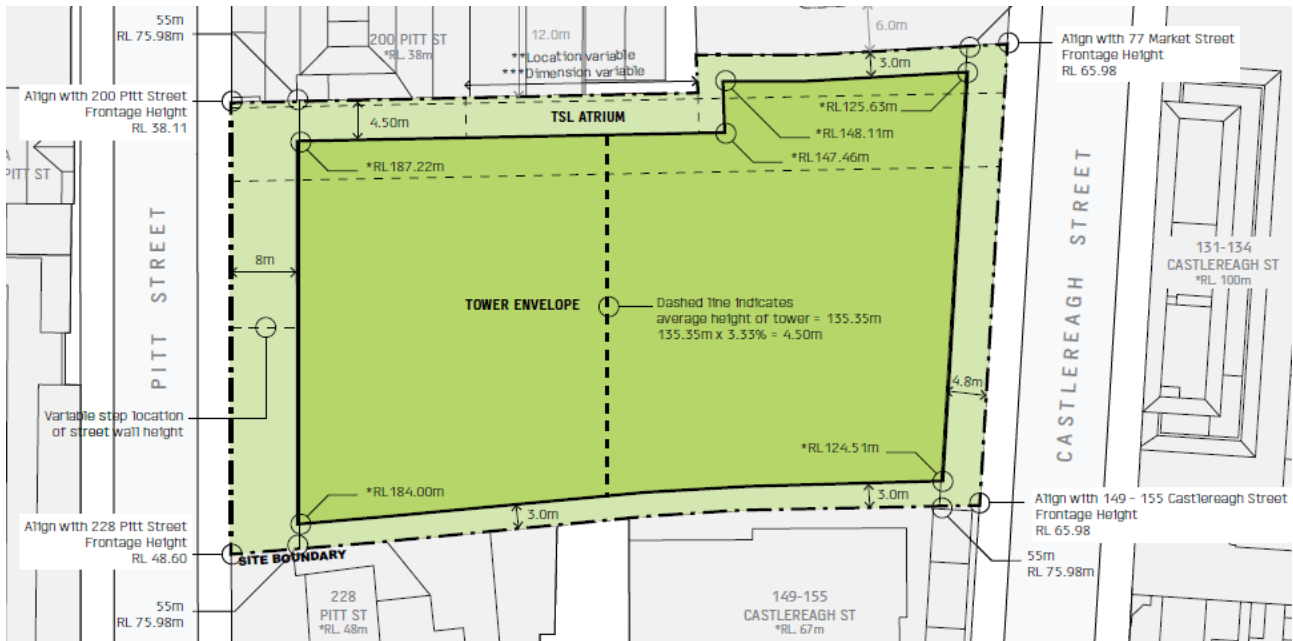 55m
RL 75.98m
200 PITT ST
*RL 38m
12.0m
**Location variable
***Dimension variable
6.0m
3.0m
Align with 77 Market Street
Frontage Height
RL 65.98
Align with 200 Pitt Street
Frontage Height
RL 38.11
4.50m
TSL ATRIUM
*RL125.63m
*RL148.11m
*RL147.46m
*RL187.22m
PITT ST
PITT STREET
8m
TOWER ENVELOPE
Dashed line indicates
average height of tower = 135.35m
135.35m x 3.33% = 4.50m
CASTLEREAGH STREET
131-134
CASTLEREAGH ST
*RL 100m
4.8m
Variable step location
of street wall height
*RL124.51m
*RL184.00m
3.0m
3.0m
Align with 149 - 155 Castlereagh Street
Frontage Height
RL 65.98
Align with 228 Pitt Street
Frontage Height
RL 48.60
SITE BOUNDARY
55m
RL 75.98m
228
PITT ST
*RL 48m
149-155
CASTLEREAGH ST
*RL 67m
55m
RL 75.98m